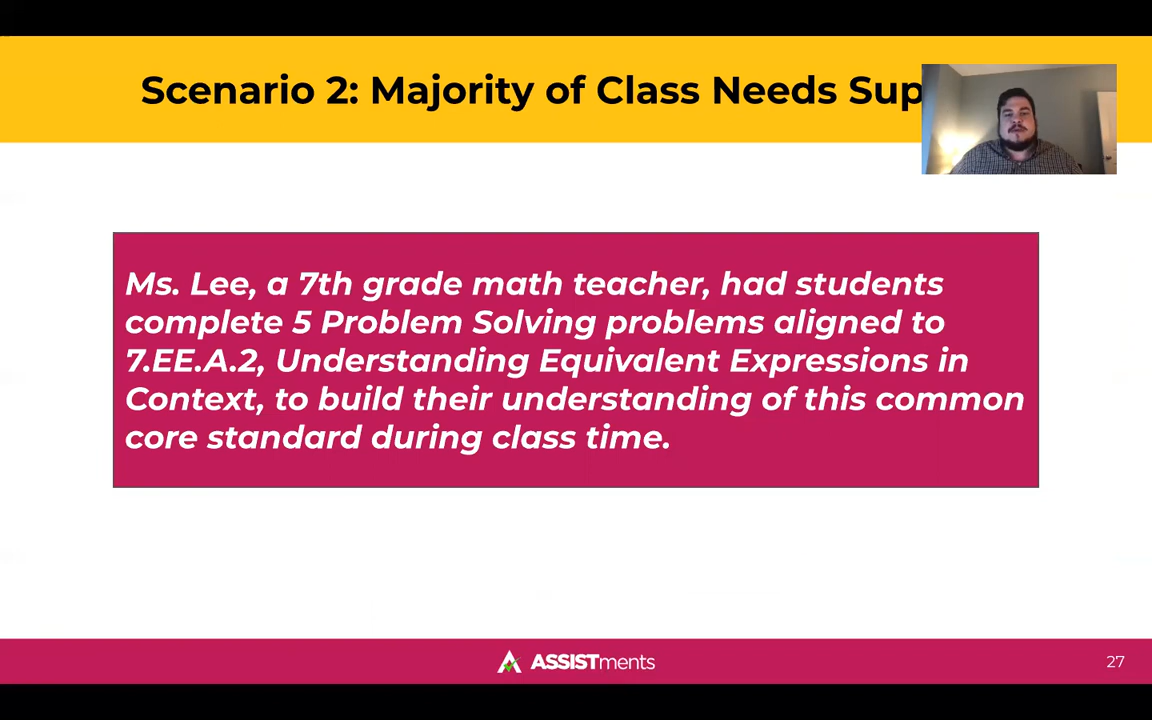 Scenario 2: Majority of Class Needs
Ms. Lee, a 7th grade math teacher, had students
complete 5 Problem Solving problems aligned to
7.EE.A.2, Understanding Equivalent Expressions in
Context, to build their understanding of this common
core standard during class time.
ASSISTments
27